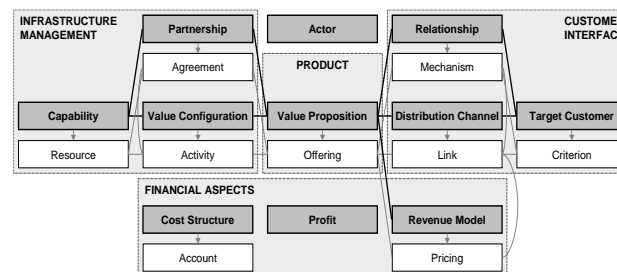 INFRASTRUCTURE
MANAGEMENT
Partnership
Actor
Relationship
CUSTOME
INTERFAC
Agreement
PRODUCT
Mechanism
Capability
Value Configuration
Value Proposition
Distribution Channel
Target Customer
Resource
Activity
Offering
Link
Criterion
FINANCIAL ASPECTS
Cost Structure
Profit
Revenue Model
Account
Pricing